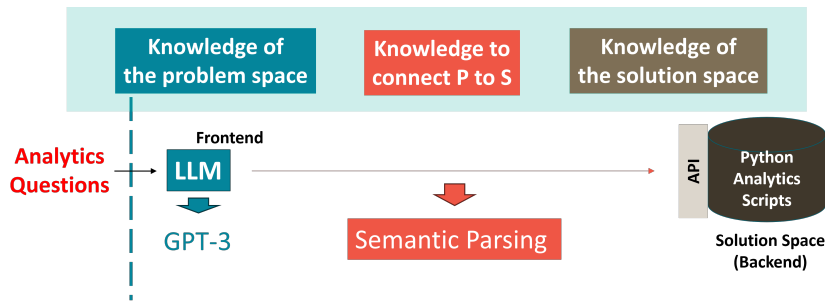 Knowledge of
the problem space
Knowledge to
connect P to S
Knowledge of
the solution space
Analytics
Questions
Frontend
LLM
GPT-3
Semantic Parsing
API
Python
Analytics
Scripts
Solution Space
(Backend)